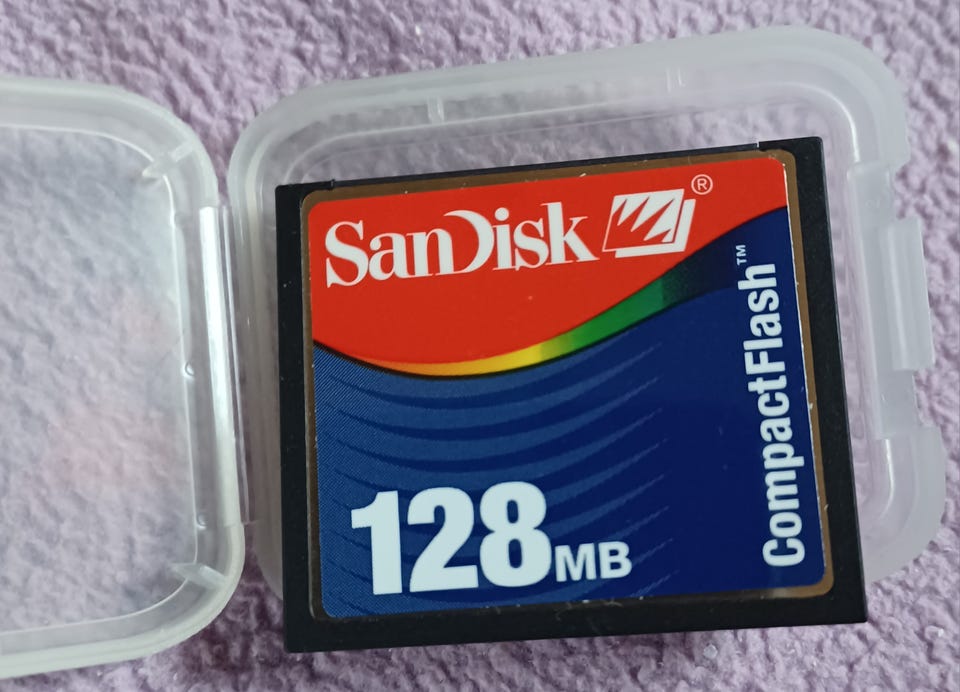 SanDisk®
CompactFlash™
128MB